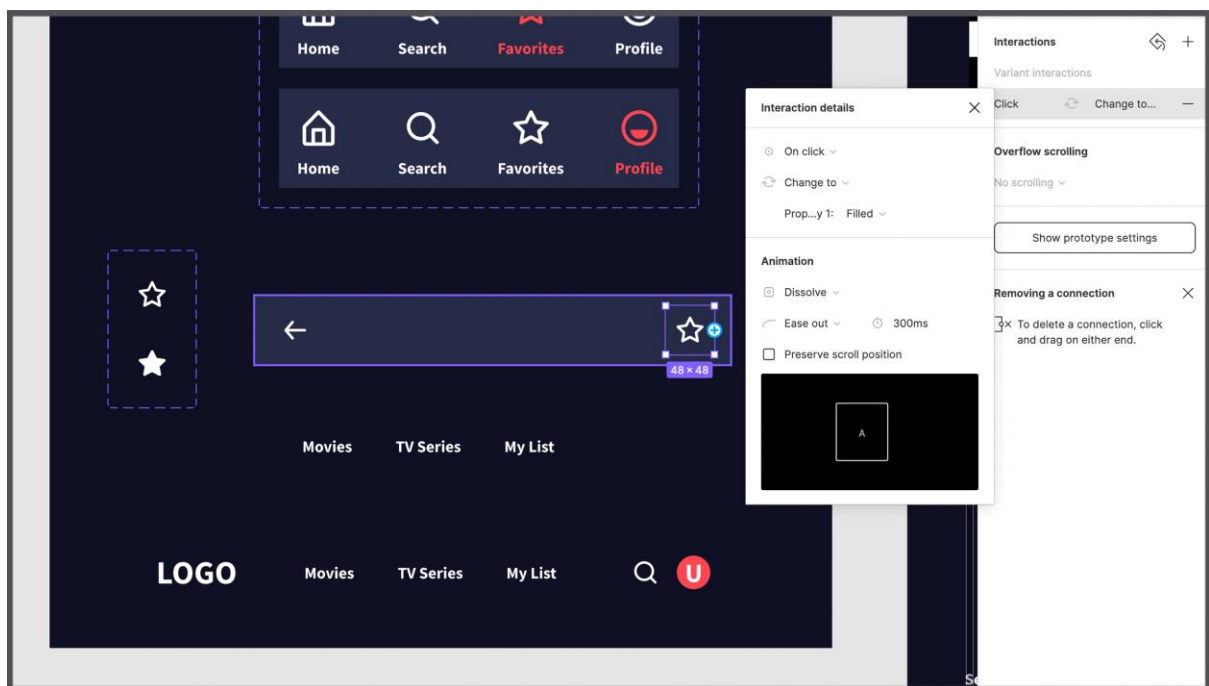 Home Search Favorites Profile
Home Search Favorites Profile
48 × 48
Movies TV Series My List
LOGO Movies TV Series My List U
Interaction details
On click
Change to
Prop...y 1: Filled
Animation
Dissolve
Ease out 300ms
Preserve scroll position
A
Interactions
Variant interactions
Click Change to...
Overflow scrolling
No scrolling
Show prototype settings
Removing a connection
To delete a connection, click
and drag on either end.